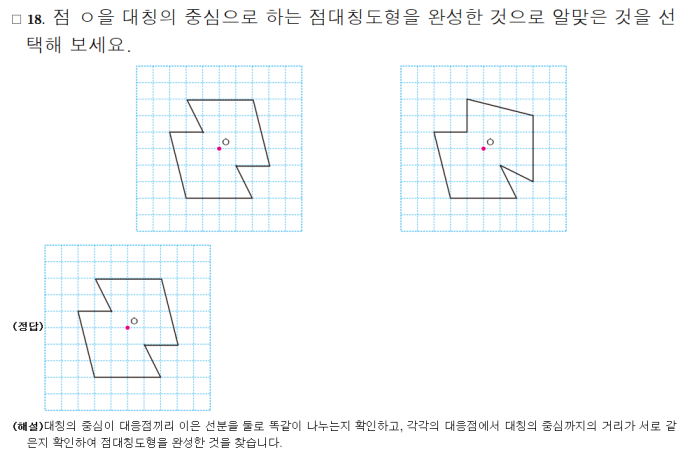 □ 18. 점 ㅇ을 대칭의 중심으로 하는 점대칭도형을 완성한 것으로 알맞은 것을 선
택해 보세요.
ㅇ
ㅇ
(정답)
ㅇ
(해설)대칭의 중심이 대응점끼리 이은 선분을 둘로 똑같이 나누는지 확인하고, 각각의 대응점에서 대칭의 중심까지의 거리가 서로 같
은지 확인하여 점대칭도형을 완성한 것을 찾습니다.